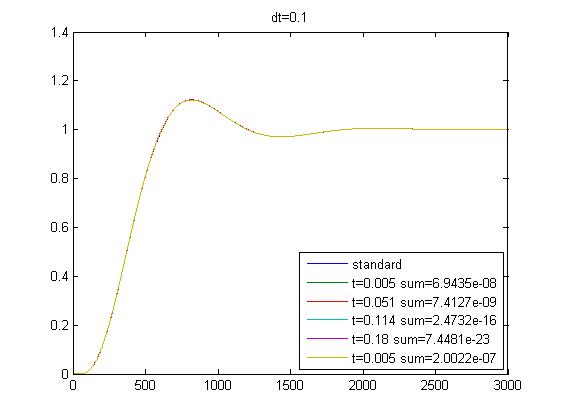 dt=0.1
1.4
1.2
1
0.8
0.6
0.4
0.2
0
0 500 1000 1500 2000 2500 3000
standard
t=0.005 sum=6.9435e-08
t=0.051 sum=7.4127e-09
t=0.114 sum=2.4732e-16
t=0.18 sum=7.4481e-23
t=0.005 sum=2.0022e-07